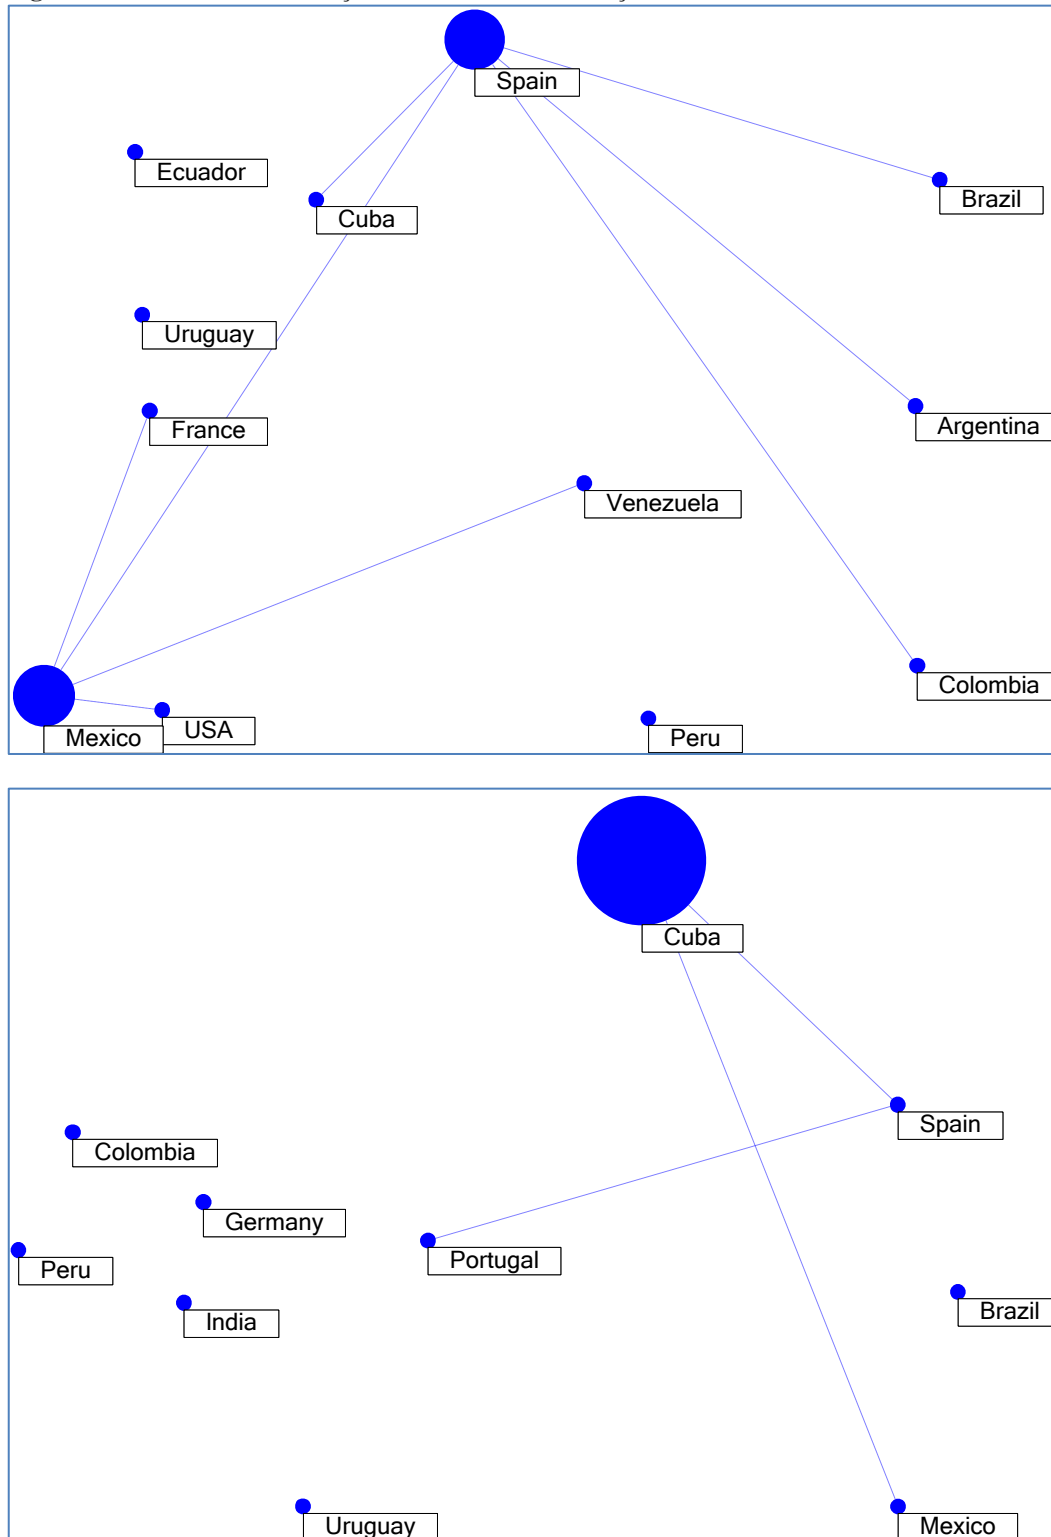 Spain
Ecuador
Brazil
Cuba
Uruguay
France
Argentina
Venezuela
Colombia
USA
Mexico
Peru
Cuba
Spain
Colombia
Germany
Portugal
Peru
Brazil
India
Mexico
Uruguay